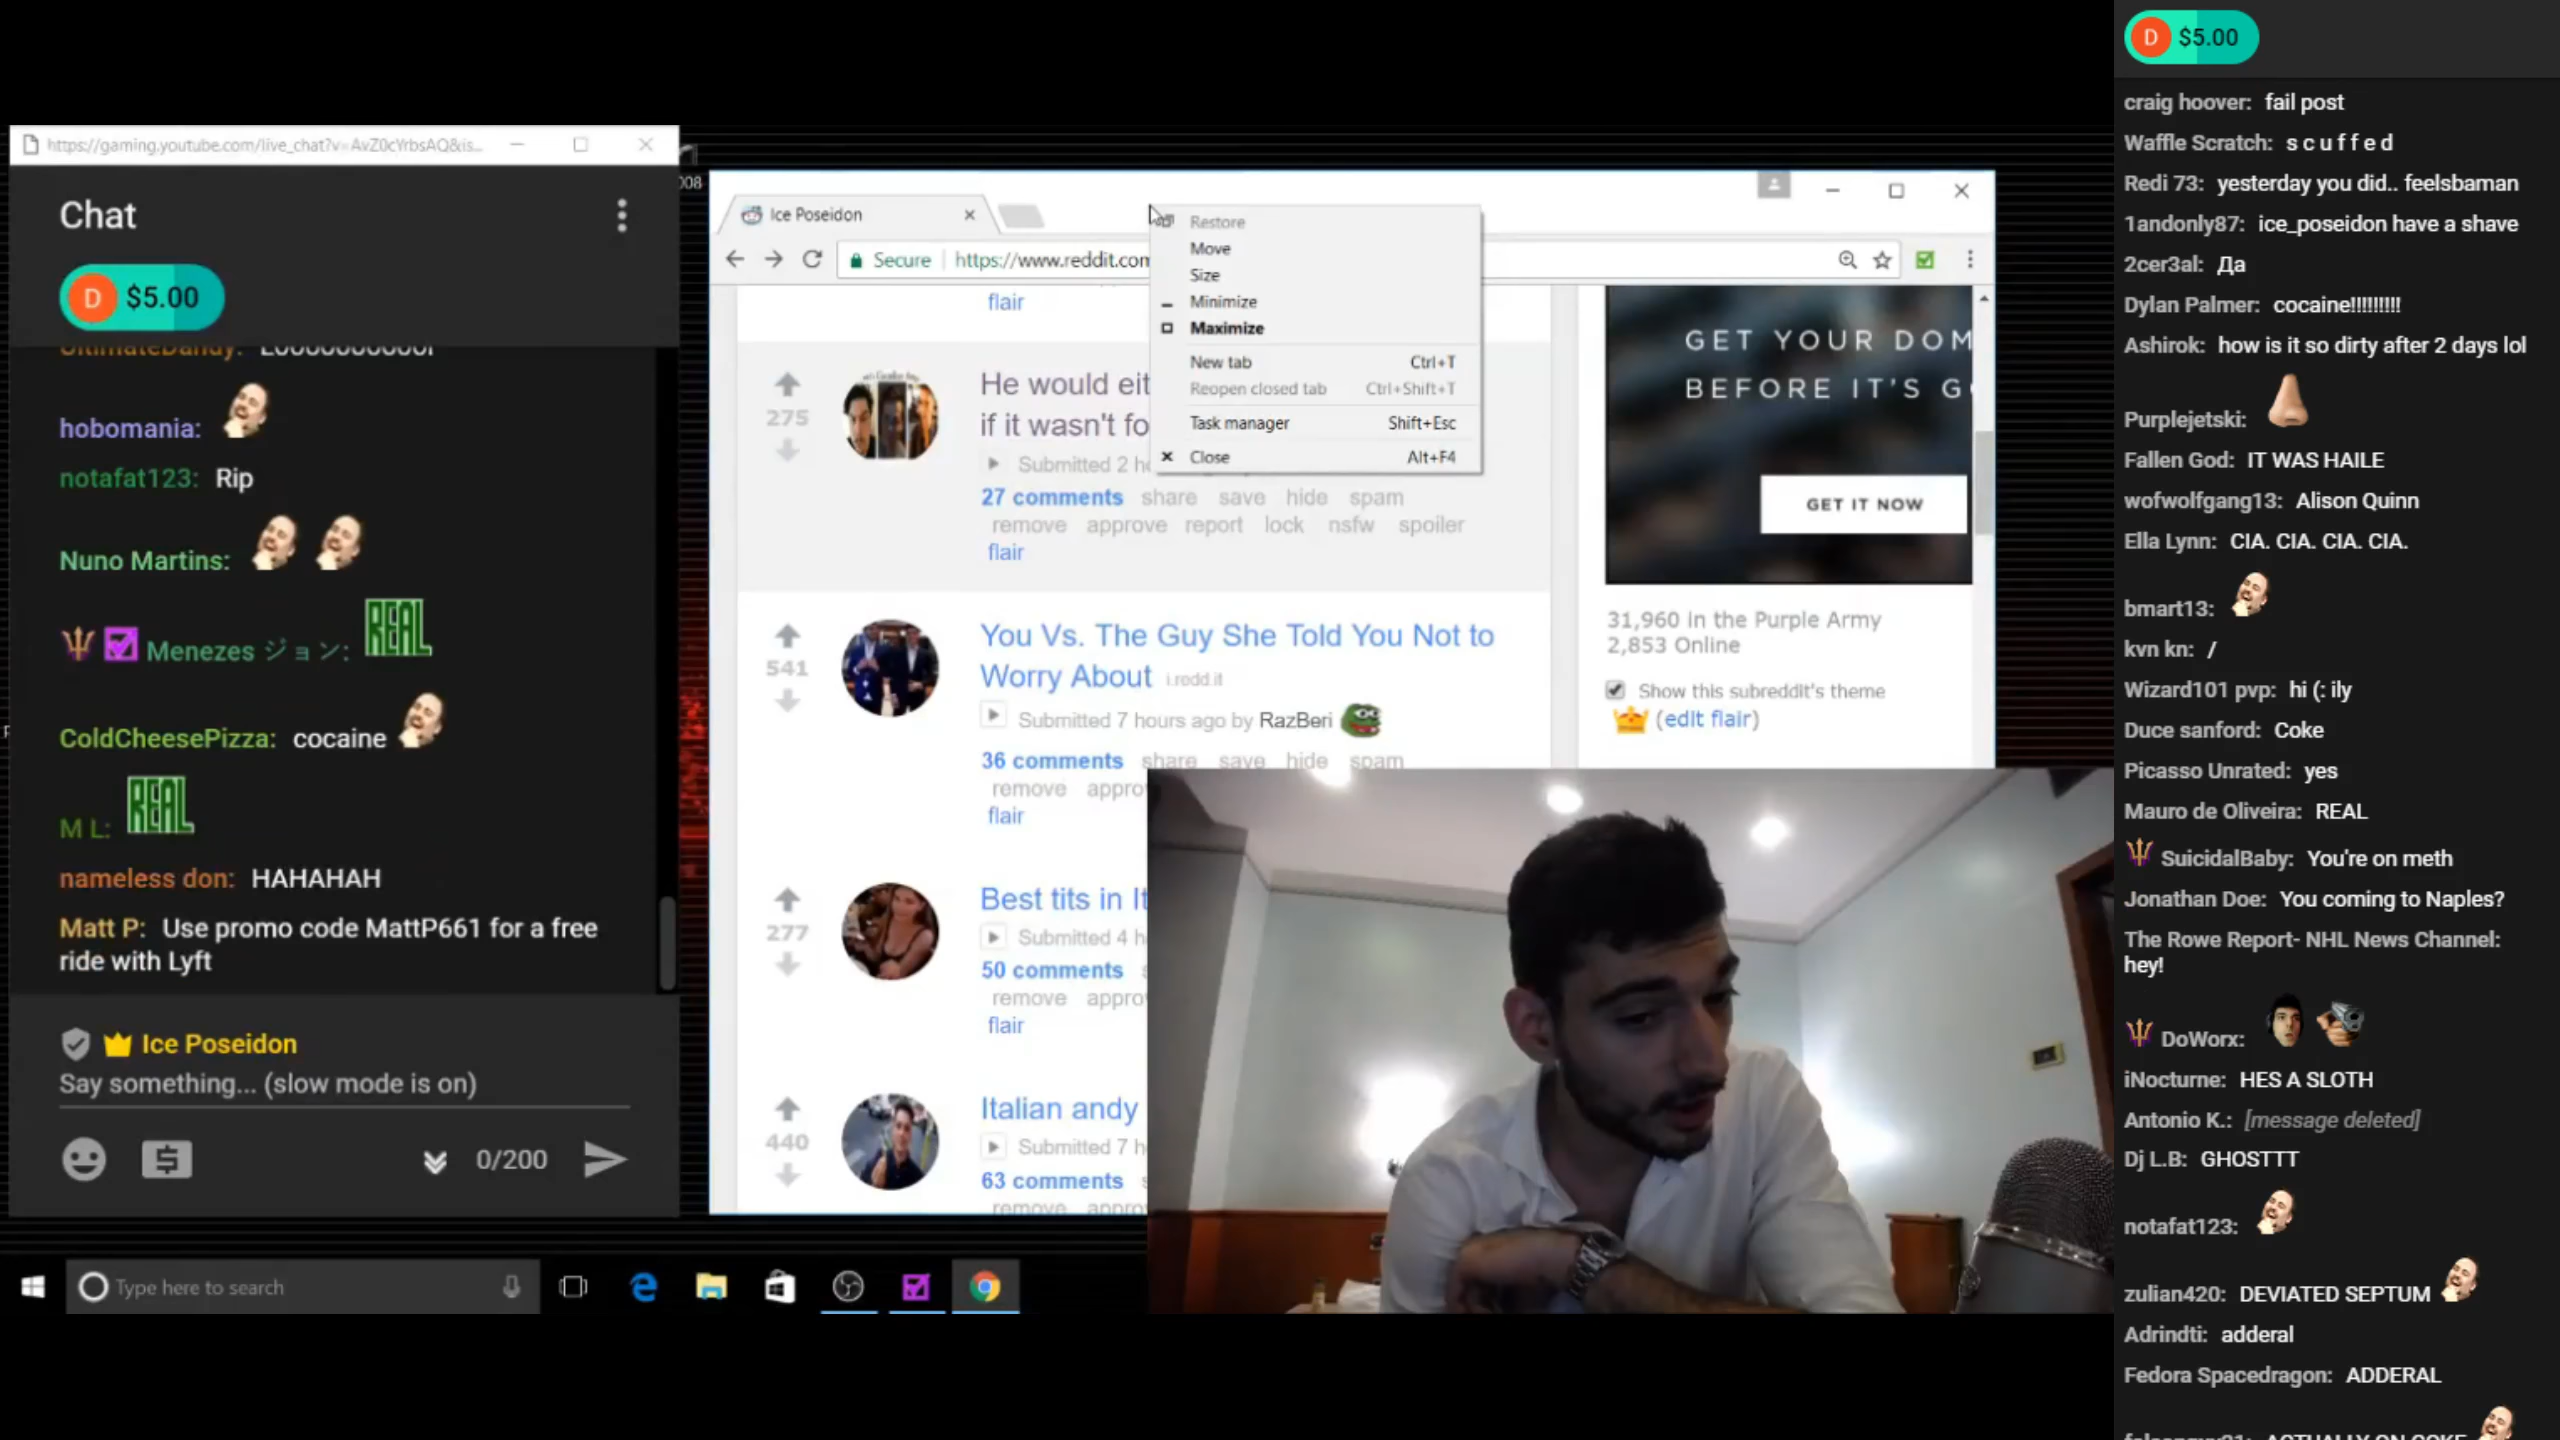 https://gaming.youtube.com/live_chat?v=AvZ0cYrbsAQ&is...
Chat
D $5.00
UltimateDandy:
hobomania:
notafat123: Rip
Nuno Martins:
Menezes ジョン: REAL
ColdCheesePizza: cocaine
M L: REAL
nameless don: HAHAHAH
Matt P: Use promo code MattP661 for a free
ride with Lyft
Ice Poseidon
Say something... (slow mode is on)
0/200
Type here to search
008
Ice Poseidon
Secure | https://www.reddit.com
Restore
Move
Size
Minimize
Maximize
New tab Ctrl+T
Reopen closed tab Ctrl+Shift+T
Task manager Shift+Esc
Close Alt+F4
flair
275
He would eit
if it wasn't fo
Submitted 2 h
27 comments share save hide spam
remove approve report lock nsfw spoiler
flair
541
You Vs. The Guy She Told You Not to
Worry About i.redd.it
Submitted 7 hours ago by RazBeri
36 comments share save hide spam
remove appro
flair
277
Best tits in It
Submitted 4 h
50 comments
remove appro
flair
440
Italian andy
Submitted 7 h
63 comments
remove appro
GET YOUR DOM
BEFORE IT'S G
GET IT NOW
31,960 in the Purple Army
2,853 Online
Show this subreddit's theme
(edit flair)
D $5.00
craig hoover: fail post
Waffle Scratch: s c u f f e d
Redi 73: yesterday you did.. feelsbaman
1andonly87: ice_poseidon have a shave
2cer3al: Да
Dylan Palmer: cocaine!!!!!!!!!
Ashirok: how is it so dirty after 2 days lol
Purplejetski:
Fallen God: IT WAS HAILE
wofwolfgang13: Alison Quinn
Ella Lynn: CIA. CIA. CIA. CIA.
bmart13:
kvn kn: /
Wizard101 pvp: hi (: ily
Duce sanford: Coke
Picasso Unrated: yes
Mauro de Oliveira: REAL
SuicidalBaby: You're on meth
Jonathan Doe: You coming to Naples?
The Rowe Report- NHL News Channel:
hey!
DoWorx:
iNocturne: HES A SLOTH
Antonio K.: [message deleted]
Dj L.B: GHOSTTT
notafat123:
zulian420: DEVIATED SEPTUM
Adrindti: adderal
Fedora Spacedragon: ADDERAL
ACTUALLY ON COKE